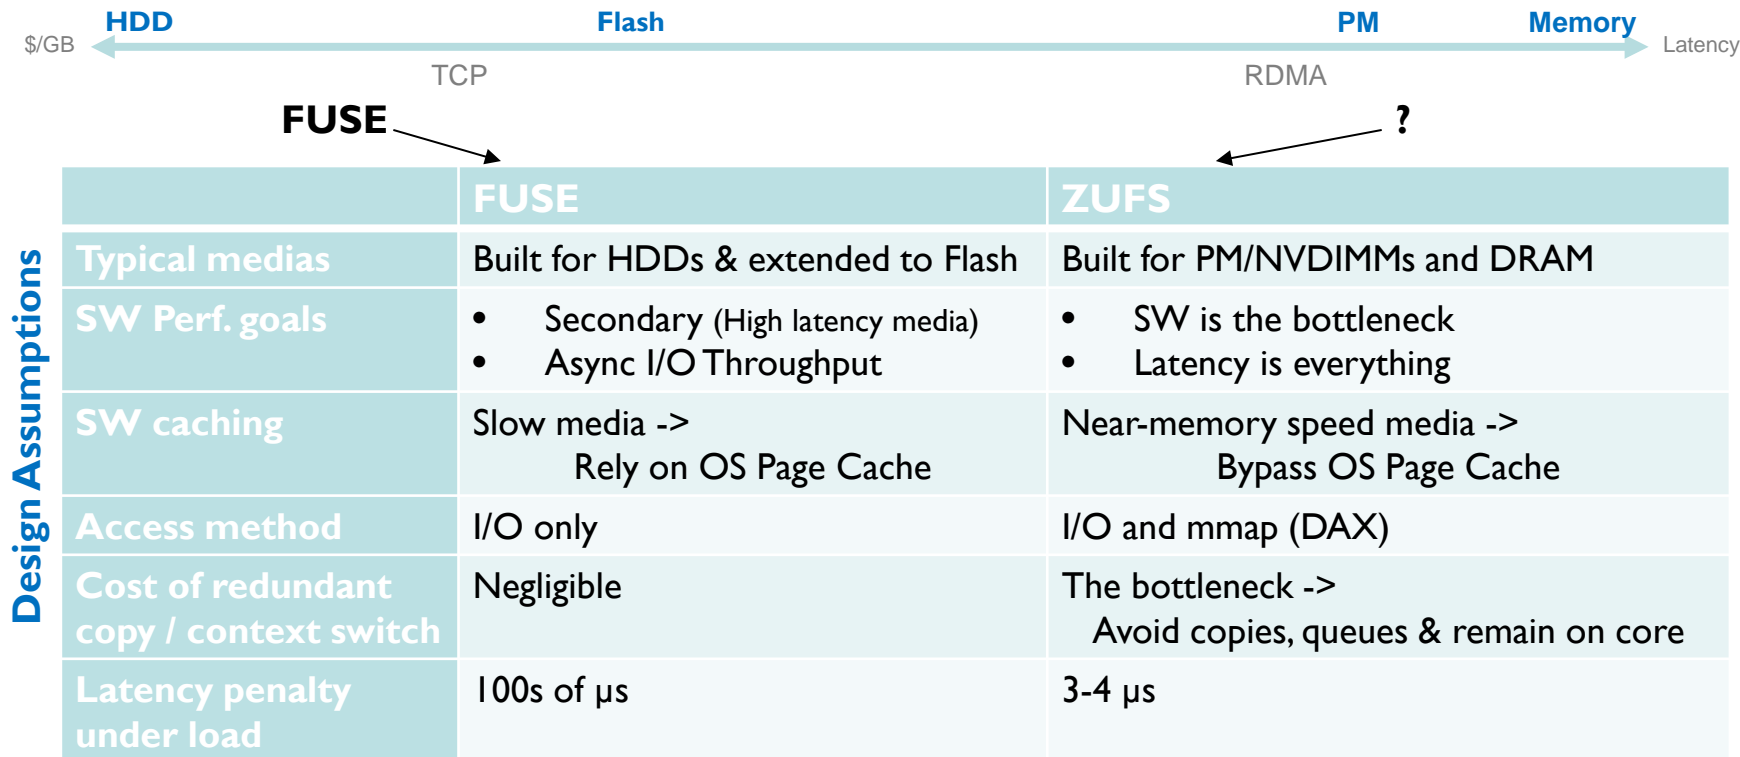 HDD Flash PM Memory
$/GB Latency
TCP RDMA
FUSE ?
FUSE ZUFS
Design Assumptions
Typical medias Built for HDDs & extended to Flash Built for PM/NVDIMMs and DRAM
SW Perf. goals • Secondary (High latency media) • SW is the bottleneck
• Async I/O Throughput • Latency is everything
SW caching Slow media -> Near-memory speed media ->
Rely on OS Page Cache Bypass OS Page Cache
Access method I/O only I/O and mmap (DAX)
Cost of redundant Negligible The bottleneck ->
copy / context switch Avoid copies, queues & remain on core
Latency penalty 100s of µs 3-4 µs
under load